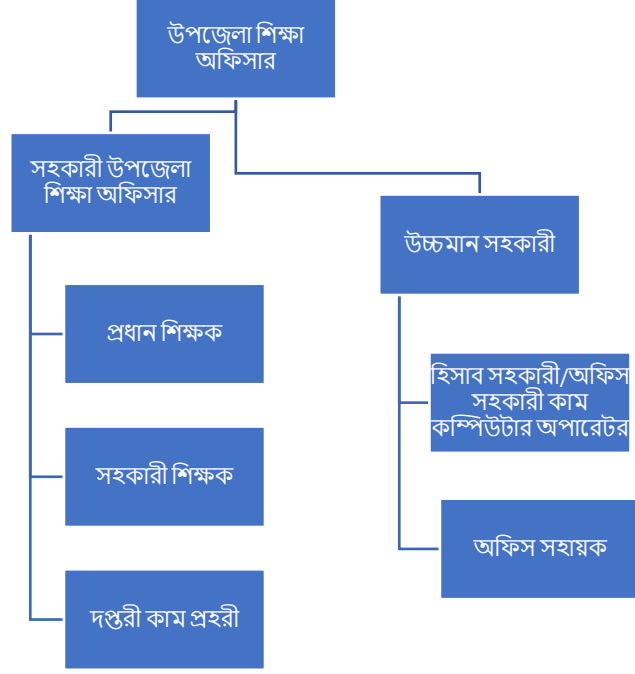 উপজেলা শিক্ষা
অফিসার
সহকারী উপজেলা
শিক্ষা অফিসার
উচ্চমান সহকারী
প্রধান শিক্ষক
হিসাব সহকারী/অফিস
সহকারী কাম
কম্পিউটার অপারেটর
সহকারী শিক্ষক
অফিস সহায়ক
দপ্তরী কাম প্রহরী